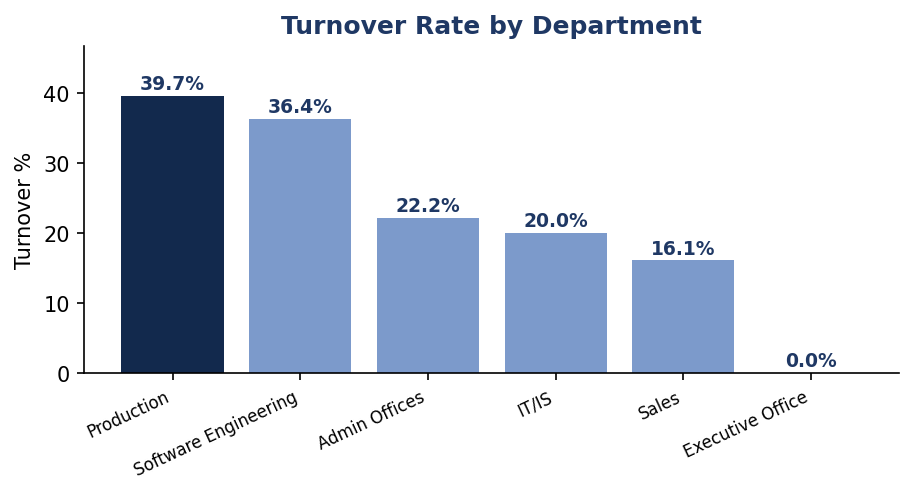 Turnover Rate by Department
Turnover %
40
30
20
10
0
39.7%
36.4%
22.2%
20.0%
16.1%
0.0%
Production
Software Engineering
Admin Offices
IT/IS
Sales
Executive Office